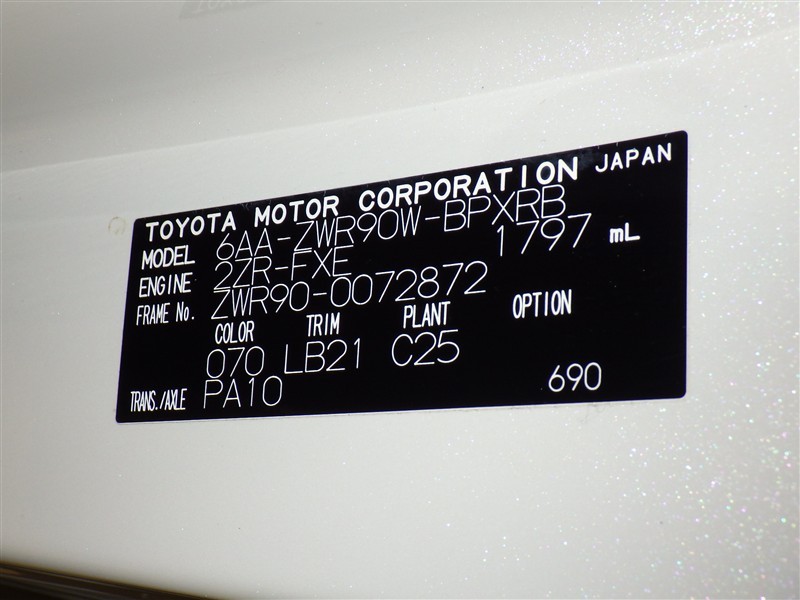 TOYOTA MOTOR CORPORATION JAPAN
MODEL 6AA-ZWR90W-BPXRB
ENGINE 2ZR-FXE 1797 mL
FRAME No. ZWR90-0072872
COLOR TRIM PLANT OPTION
070 LB21 C25
TRANS./AXLE PA10 690